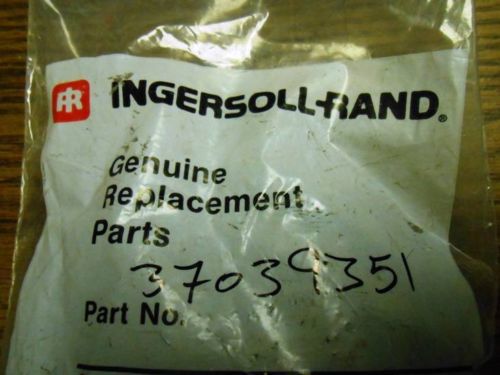 IR INGERSOLL-RAND®
Genuine
Replacement
Parts
37039351
Part No.